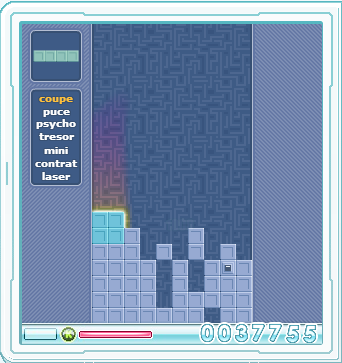 coupe
puce
psycho
tresor
mini
contrat
laser
0037755